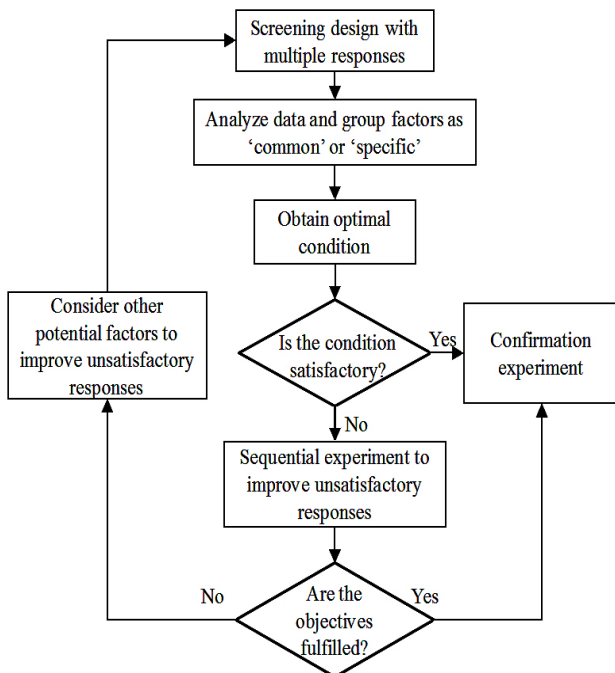 Screening design with
multiple responses
Analyze data and group factors as
‘common’ or ‘specific’
Obtain optimal
condition
Consider other
potential factors to
improve unsatisfactory
responses
Is the condition
satisfactory?
Yes
Confirmation
experiment
No
Sequential experiment to
improve unsatisfactory
responses
No
Are the
objectives
fulfilled?
Yes